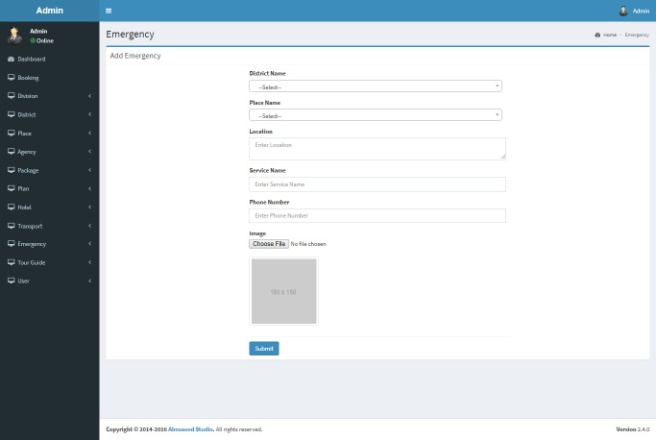 Admin
Admin
Admin
Online
Dashboard
Booking
Division
District
Place
Agency
Package
Plan
Hotel
Transport
Emergency
Tour Guide
User
Emergency
Home
Emergency
Add Emergency
District Name
--Select--
Place Name
--Select--
Location
Enter Location
Service Name
Enter Service Name
Phone Number
Enter Phone Number
Image
Choose File No file chosen
Submit
Copyright © 2014-2020 Almsaeed Studio. All rights reserved.
Version 2.4.0